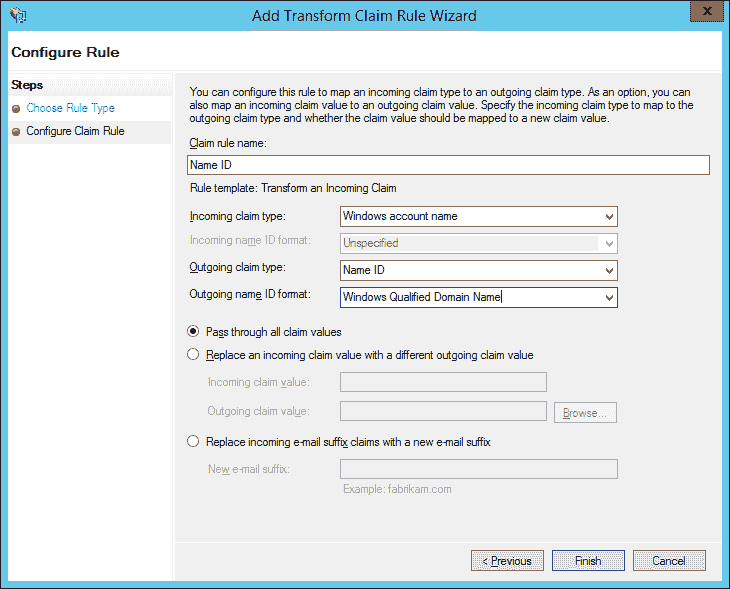 Add Transform Claim Rule Wizard
X
Configure Rule
Steps
Choose Rule Type
Configure Claim Rule
You can configure this rule to map an incoming claim type to an outgoing claim type. As an option, you can
also map an incoming claim value to an outgoing claim value. Specify the incoming claim type to map to the
outgoing claim type and whether the claim value should be mapped to a new claim value.
Claim rule name:
Name ID
Rule template: Transform an Incoming Claim
Incoming claim type: Windows account name
Incoming name ID format: Unspecified
Outgoing claim type: Name ID
Outgoing name ID format: Windows Qualified Domain Name
Pass through all claim values
Replace an incoming claim value with a different outgoing claim value
Incoming claim value:
Outgoing claim value: Browse...
Replace incoming e-mail suffix claims with a new e-mail suffix
New e-mail suffix:
Example: fabrikam.com
< Previous Finish Cancel